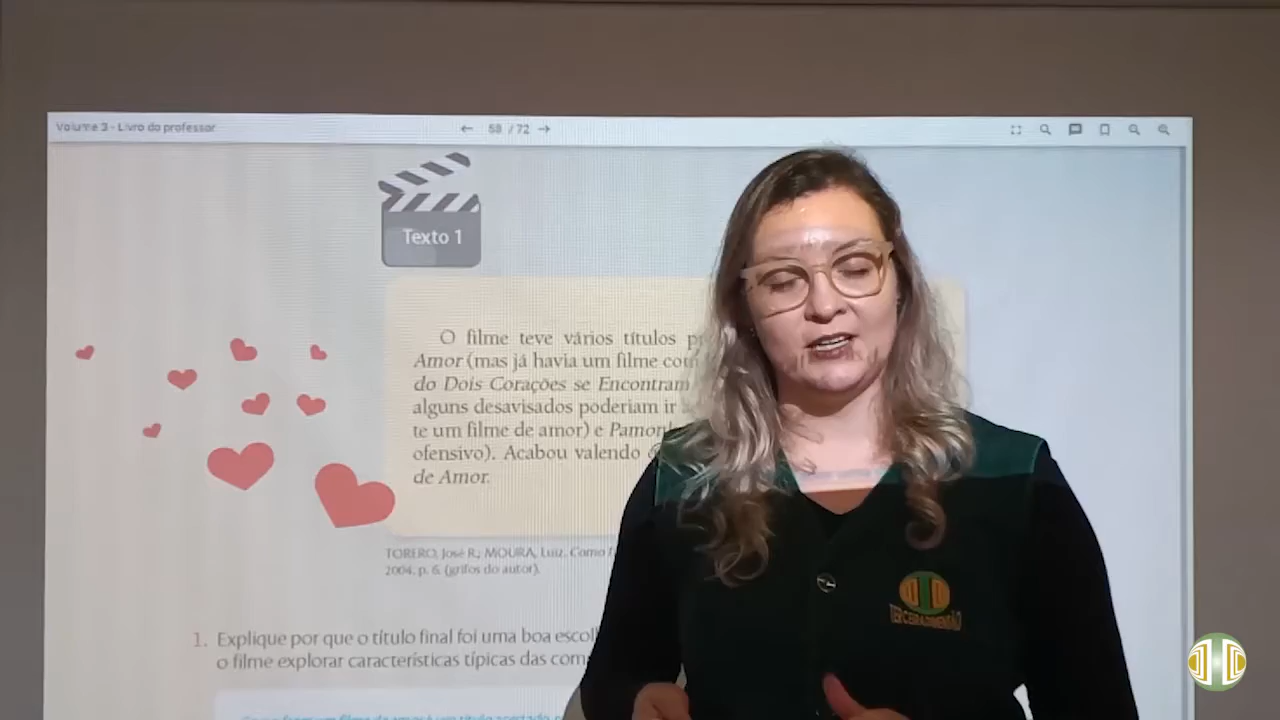 Volume 3 - Livro do professor
58 / 72
Texto 1
O filme teve vários títulos
Amor (mas já havia um filme com
do Dois Corações se Encontram
alguns desavisados poderiam ir
te um filme de amor) e
ofensivo). Acabou valendo
de Amor.
TORERO, José R.; MOURA, Luiz. Como
2004. p. 6. (grifos do autor).
1. Explique por que o título final foi uma boa
o filme explorar características típicas das
TERCEIRA DIMENSÃO